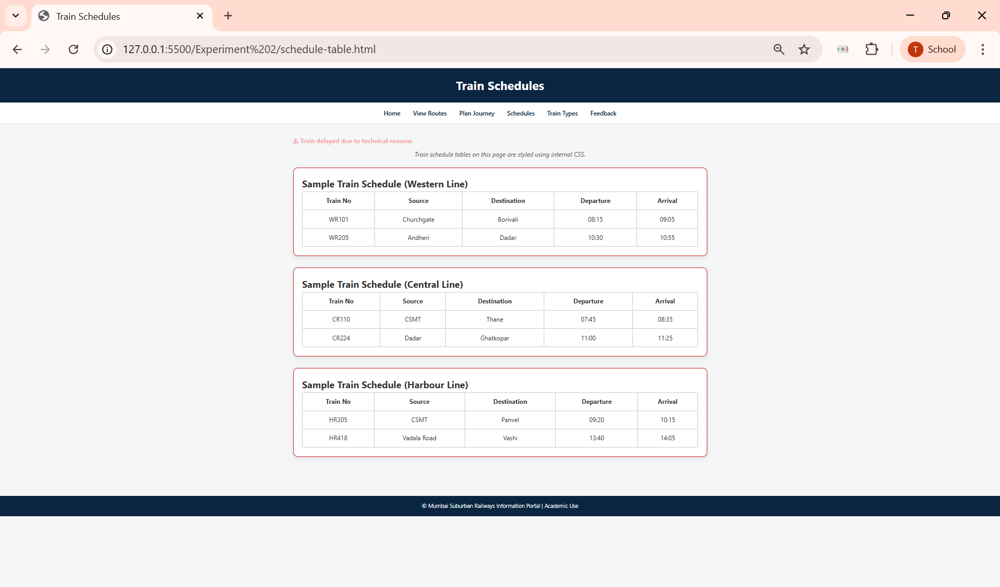 Train Schedules
127.0.0.1:5500/Experiment%202/schedule-table.html
T School
Train Schedules
Home View Routes Plan Journey Schedules Train Types Feedback
⚠ Train delayed due to technical reasons
Train schedule tables on this page are styled using internal CSS.
Sample Train Schedule (Western Line)
Train No Source Destination Departure Arrival
WR101 Churchgate Borivali 08:15 09:05
WR205 Andheri Dadar 10:30 10:55
Sample Train Schedule (Central Line)
Train No Source Destination Departure Arrival
CR110 CSMT Thane 07:45 08:35
CR224 Dadar Ghatkopar 11:00 11:25
Sample Train Schedule (Harbour Line)
Train No Source Destination Departure Arrival
HR305 CSMT Panvel 09:20 10:15
HR418 Vadala Road Vashi 13:40 14:05
© Mumbai Suburban Railways Information Portal | Academic Use